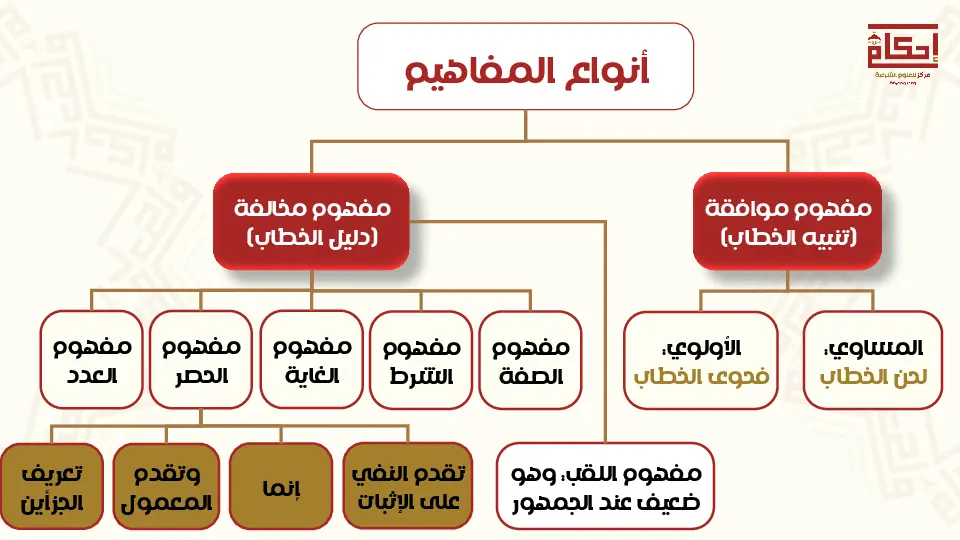 إحكام
مركز للعلوم الشرعية
أنواع المفاهيم
مفهوم موافقة
(تنبيه الخطاب)
مفهوم مخالفة
(دليل الخطاب)
المساوي:
لحن الخطاب
الأولوي:
فحوى الخطاب
مفهوم
الصفة
مفهوم
الشرط
مفهوم
الغاية
مفهوم
الحصر
مفهوم
العدد
مفهوم اللقب: وهو
ضعيف عند الجمهور
تقدم النفي
على الإثبات
إنما
وتقدم
المعمول
تعريف
الجزأين